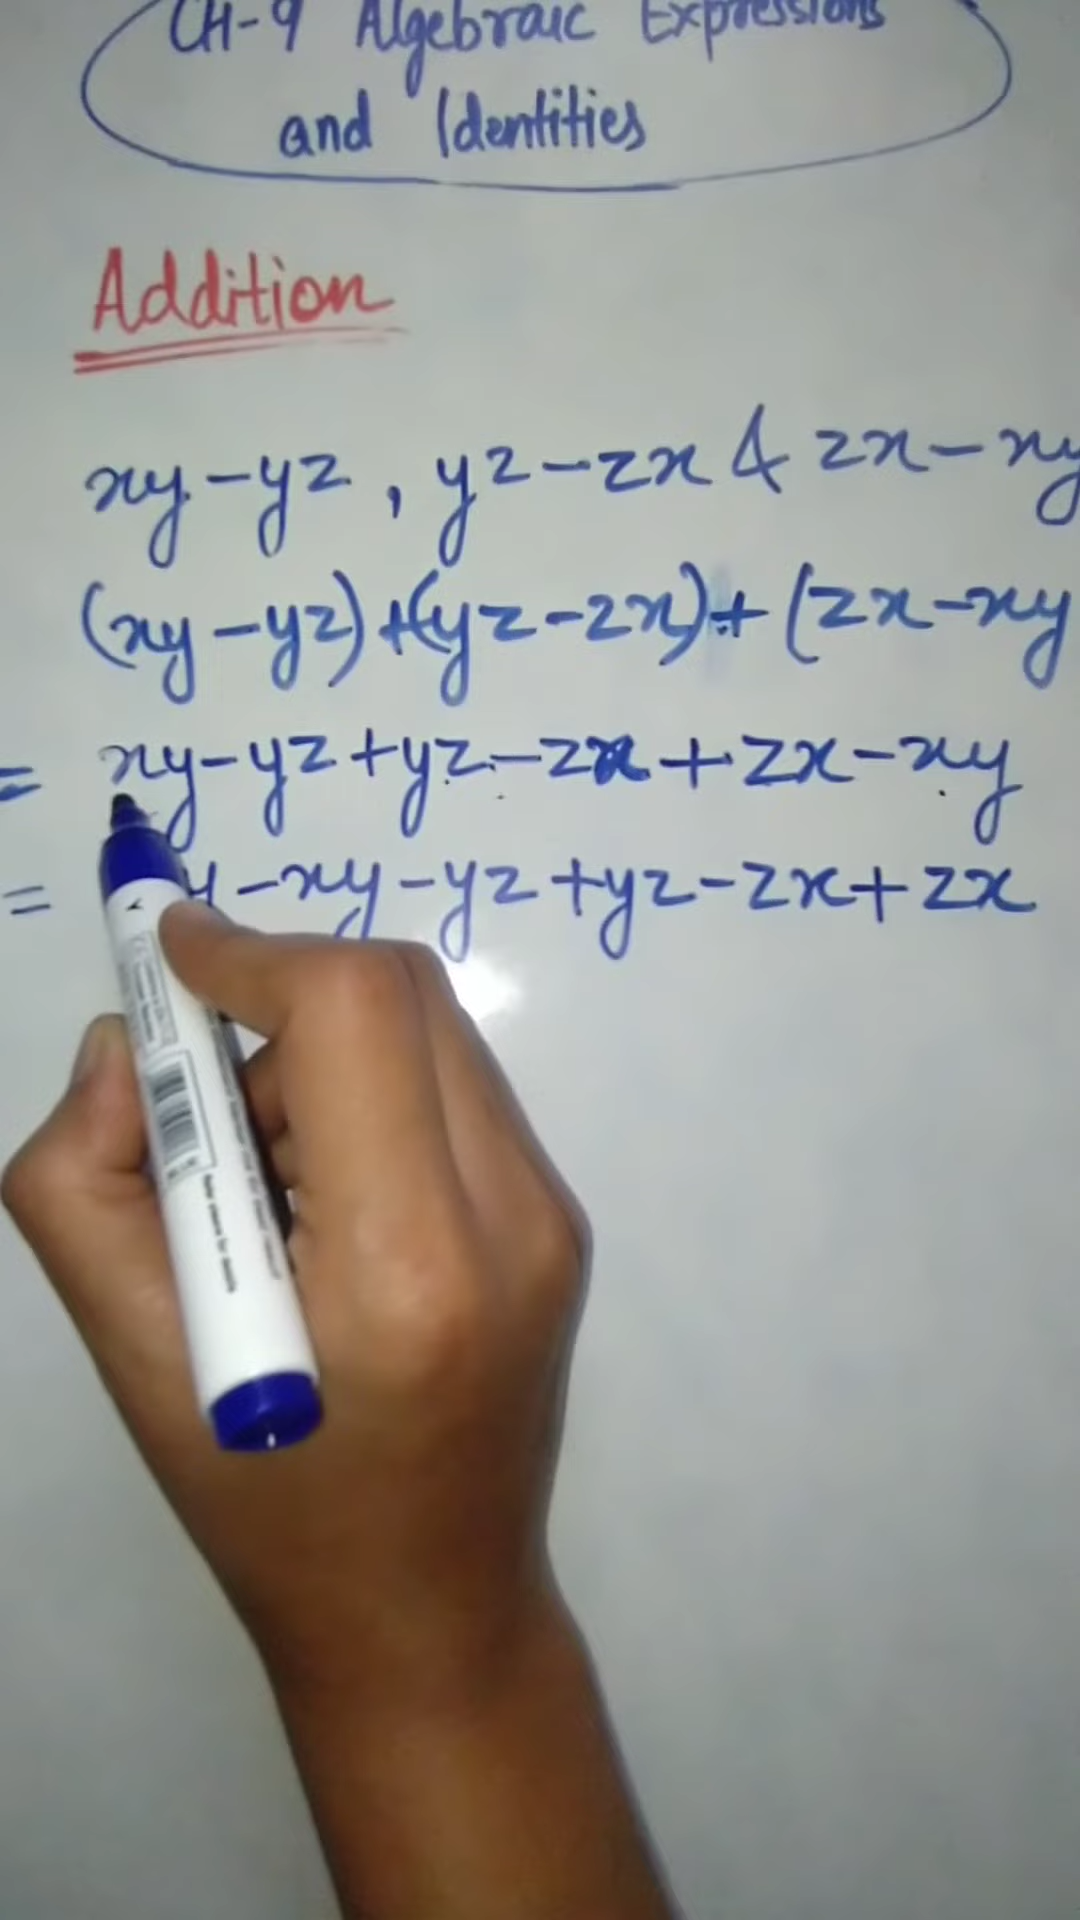 CH-9 Algebraic Expressions
and Identities
Addition
xy - yz , yz - zx & zx - xy
(xy - yz) + (yz - zx) + (zx - xy
= xy - yz + yz - zx + zx - xy
= y - xy - yz + yz - zx + zx